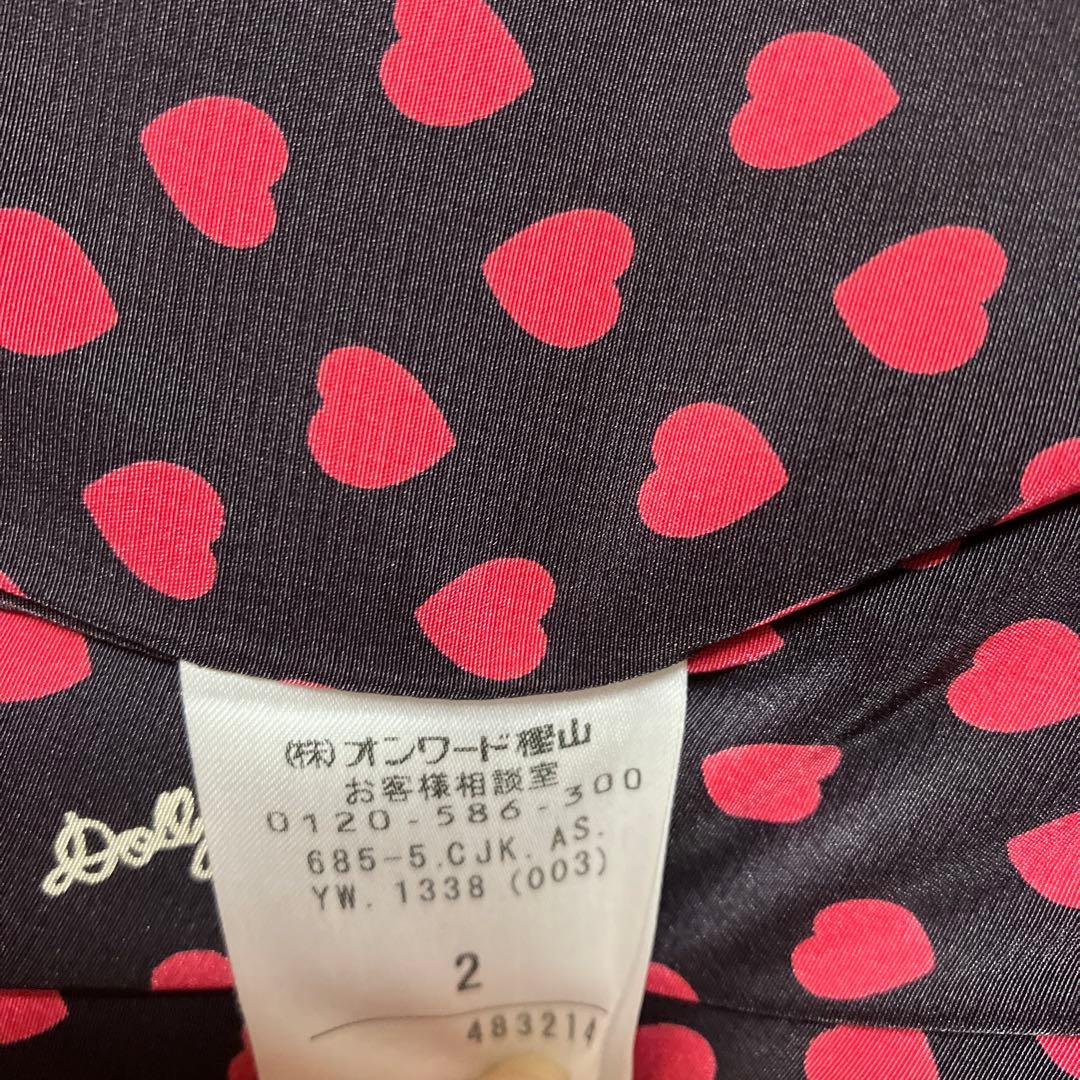 (株)オンワード樫山
お客様相談室
0120-586-300
685-5.CJK. AS.
YW. 1338 (003)
2
483214
Dolly